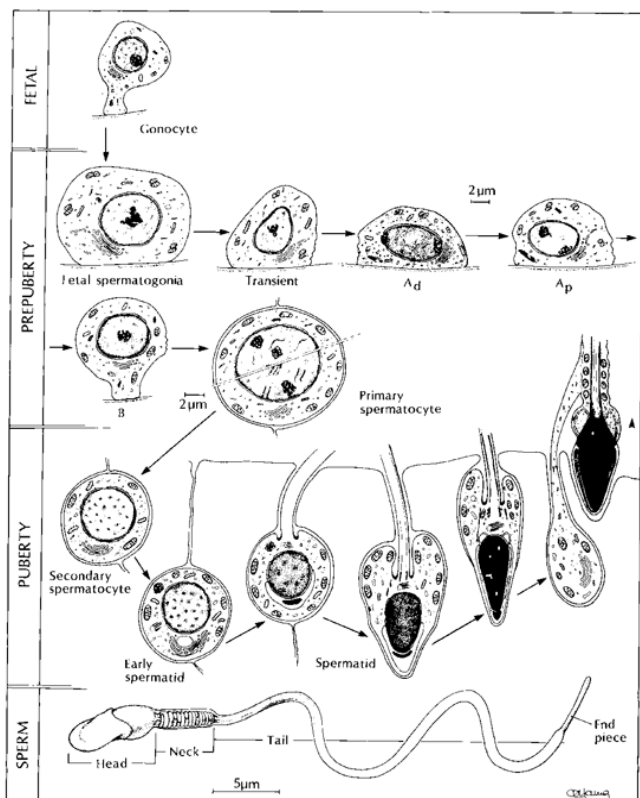 FETAL
Gonocyte
PREPUBERTY
2μm
Fetal spermatogonia
Transient
Ad
Ap
B
2μm
Primary
spermatocyte
PUBERTY
Secondary
spermatocyte
Early
spermatid
Spermatid
SPERM
Head
Neck
Tail
End
piece
5μm